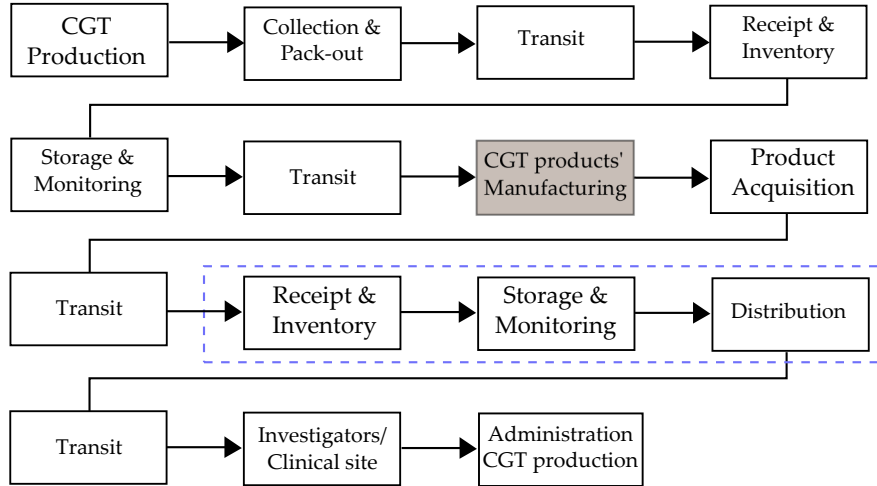 CGT
Production
Collection &
Pack-out
Transit
Receipt &
Inventory
Storage &
Monitoring
Transit
CGT products'
Manufacturing
Product
Acquisition
Transit
Receipt &
Inventory
Storage &
Monitoring
Distribution
Transit
Investigators/
Clinical site
Administration
CGT production